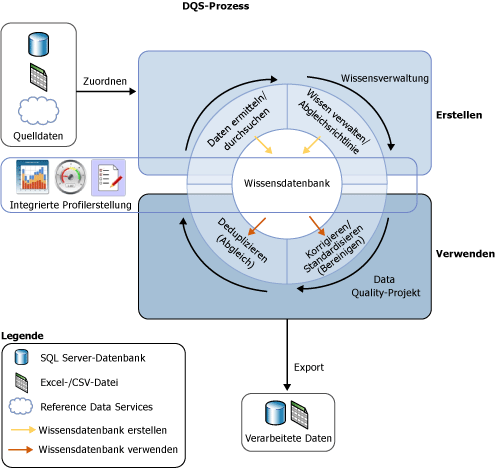 DQS-Prozess
Zuordnen
Quelldaten
Wissensverwaltung
Erstellen
Daten ermitteln/
durchsuchen
Wissen verwalten/
Abgleichsrichtlinie
Integrierte Profilerstellung
Wissensdatenbank
Deduplizieren
(Abgleich)
Korrigieren/
Standardisieren
(Bereinigen)
Verwenden
Data
Quality-Projekt
Export
Verarbeitete Daten
Legende
SQL Server-Datenbank
Excel-/CSV-Datei
Reference Data Services
Wissensdatenbank erstellen
Wissensdatenbank verwenden